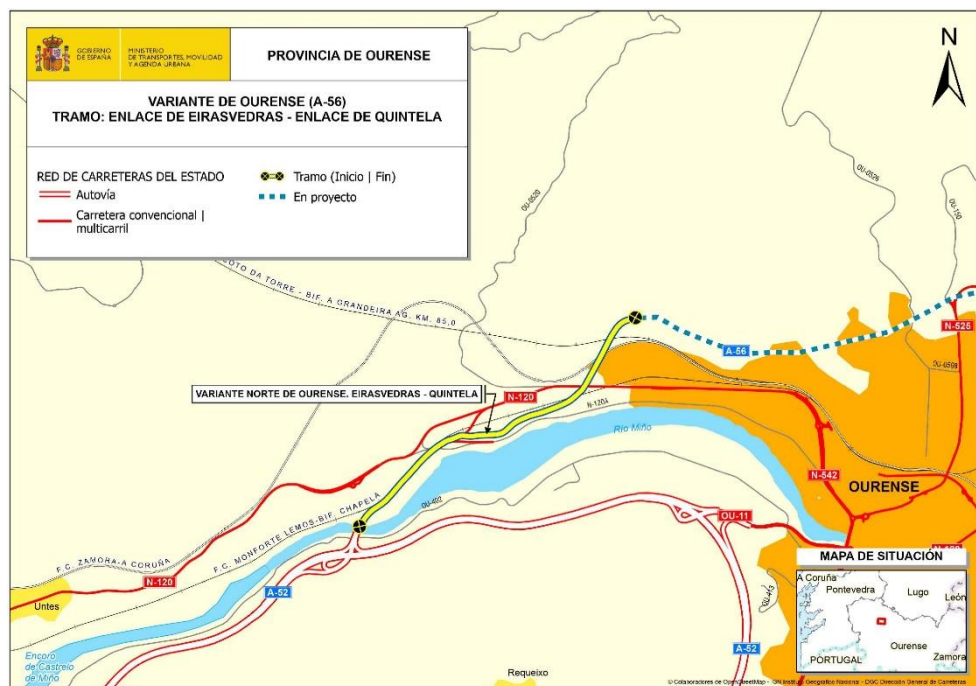 GOBIERNO
DE ESPAÑA
MINISTERIO
DE TRANSPORTES, MOVILIDAD
Y AGENDA URBANA
PROVINCIA DE OURENSE
VARIANTE DE OURENSE (A-56)
TRAMO: ENLACE DE EIRASVEDRAS - ENLACE DE QUINTELA
RED DE CARRETERAS DEL ESTADO
Autovía
Carretera convencional |
multicarril
Tramo (Inicio | Fin)
En proyecto
N
OU-0520
OU-0526
OU-150
COTO DA TORRE - BIF. A GRANDEIRA AG. KM. 85,0
N-525
A-56
OU-0508
VARIANTE NORTE DE OURENSE. EIRASVEDRAS - QUINTELA
N-120
N-120A
Río Miño
N-542
OURENSE
OU-402
OU-11
F.C. MONFORTE LEMOS-BIF. CHAPELA
F.C. ZAMORA-A CORUÑA
N-120
A-52
Untes
A-52
Encoro
de Castrelo
de Miño
Requeixo
MAPA DE SITUACIÓN
A Coruña
Pontevedra
Lugo
León
Ourense
PORTUGAL
Zamora
© Colaboradores de OpenStreetMap - IGN Instituto Geográfico Nacional - DGC Dirección General de Carreteras